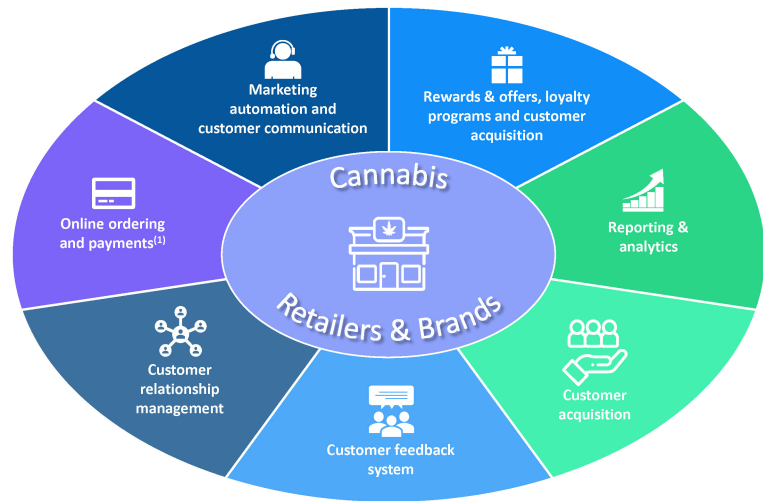 Marketing
automation and
customer communication
Rewards & offers, loyalty
programs and customer
acquisition
Cannabis
Online ordering
and payments(1)
Reporting &
analytics
Retailers & Brands
Customer
relationship
management
Customer
acquisition
Customer feedback
system